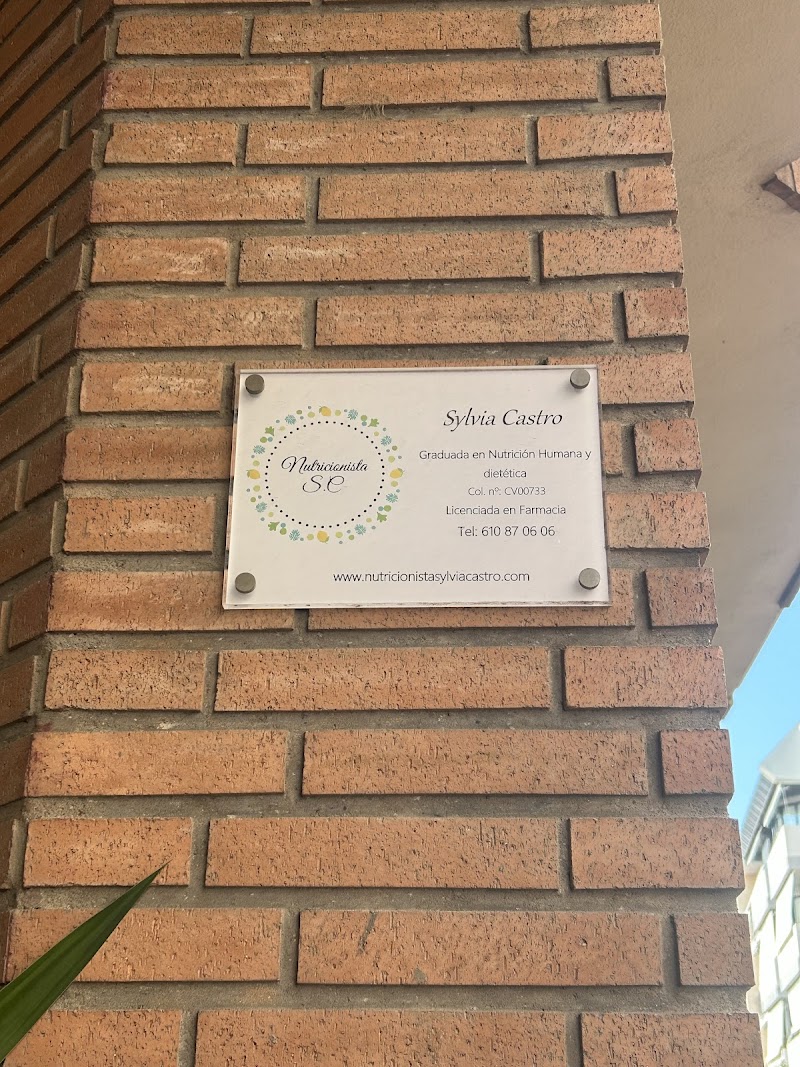 Nutricionista
S.C
Sylvia Castro
Graduada en Nutrición Humana y
dietética
Col. nº: CV00733
Licenciada en Farmacia
Tel: 610 87 06 06
www.nutricionistasylviacastro.com